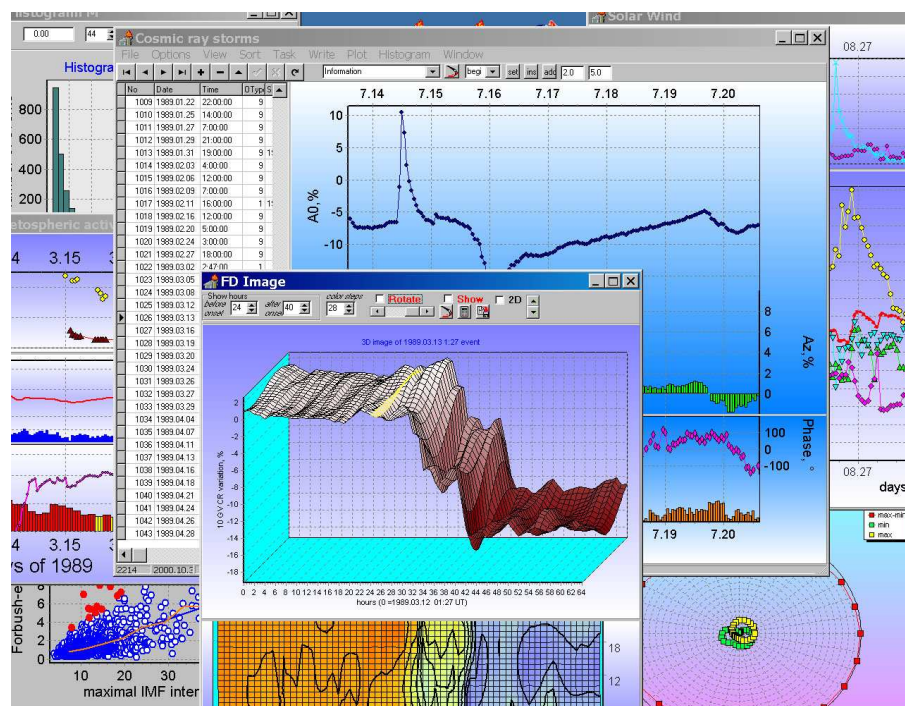 Histogramm M
0.00 44
Histogra
800
600
400
200
Cosmic ray storms
File Options View Sort Task Write Plot Histogram Window
Information begi set ins add 2.0 5.0
No Date Time OType S
1009 1989.01.22 22:00:00 9
1010 1989.01.25 14:00:00 9
1011 1989.01.27 7:00:00 9
1012 1989.01.29 21:00:00 9
1013 1989.01.31 19:00:00 9
1014 1989.02.03 4:00:00 9
1015 1989.02.06 12:00:00 9
1016 1989.02.09 7:00:00 9
1017 1989.02.11 16:00:00 1
1018 1989.02.16 12:00:00 9
1019 1989.02.20 5:00:00 9
1020 1989.02.24 3:00:00 9
1021 1989.02.27 18:00:00 9
1022 1989.03.02 2:47:00 1
1023 1989.03.05
1024 1989.03.08
1025 1989.03.12
1026 1989.03.13
1027 1989.03.16
1028 1989.03.19
1029 1989.03.20
1030 1989.03.24
1031 1989.03.26
1032 1989.03.27
1033 1989.03.29
1034 1989.04.04
1035 1989.04.07
1036 1989.04.11
1037 1989.04.13
1038 1989.04.16
1039 1989.04.18
1040 1989.04.21
1041 1989.04.24
1042 1989.04.26
1043 1989.04.28
2214 2000.10.3
7.14 7.15 7.16 7.17 7.18 7.19 7.20
10
5
0
-5
-10
A0,%
8
6
4
2
0
Az,%
100
0
-100
Phase, °
7.19 7.20
Solar Wind
08.27
08.27
days
max-min
min
max
etospheric activ
4 3.15 3
4 3.15 3
s of 1989
FD Image
Show hours
before onset 24 after onset 40 color steps 28 Rotate Show 2D
3D image of 1989.03.13 1:27 event
2
0
-2
-4
-6
-8
-10
-12
-14
-16
-18
10 GV CR variation, %
0 2 4 6 8 10 12 14 16 18 20 22 24 26 28 30 32 34 36 38 40 42 44 46 48 50 52 54 56 58 60 62 64
hours (0 =1989.03.12 01:27 UT)
Forbush-e
8
6
4
2
0
10 20 30
maximal IMF inter
18
12